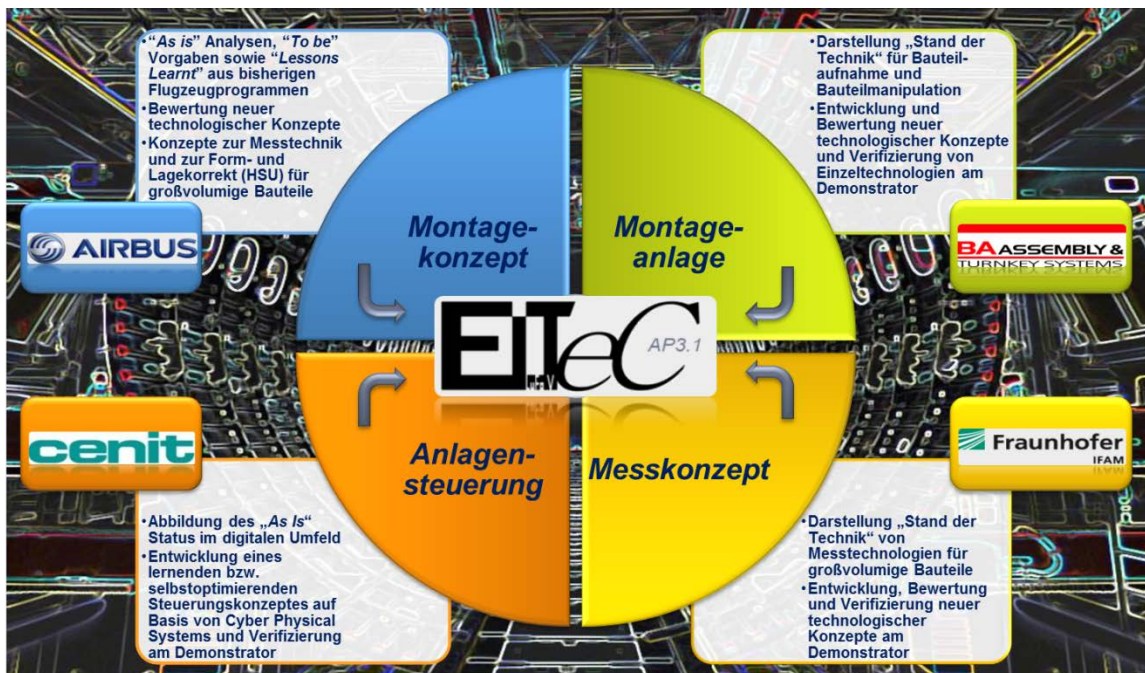 •“As is” Analysen, “To be”
Vorgaben sowie “Lessons
Learnt” aus bisherigen
Flugzeugprogrammen
•Bewertung neuer
technologischer Konzepte
•Konzepte zur Messtechnik
und zur Form- und
Lagekorrekt (HSU) für
großvolumige Bauteile
AIRBUS
Montage-
konzept
•Darstellung „Stand der
Technik“ für Bauteil-
aufnahme und
Bauteilmanipulation
•Entwicklung und
Bewertung neuer
technologischer Konzepte
und Verifizierung von
Einzeltechnologien am
Demonstrator
BA ASSEMBLY &
TURNKEY SYSTEMS
Montage-
anlage
AP3.1
cenit
Anlagen-
steuerung
•Abbildung des „As Is“
Status im digitalen Umfeld
•Entwicklung eines
lernenden bzw.
selbstoptimierenden
Steuerungskonzeptes auf
Basis von Cyber Physical
Systems und Verifizierung
am Demonstrator
Messkonzept
Fraunhofer
IFAM
•Darstellung „Stand der
Technik“ von
Messtechnologien für
großvolumige Bauteile
•Entwicklung, Bewertung
und Verifizierung neuer
technologischer
Konzepte am
Demonstrator